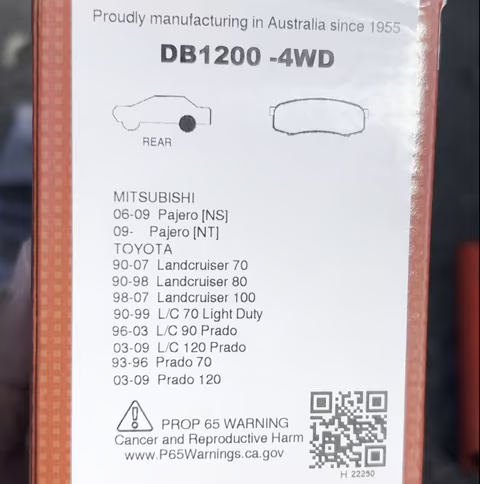 Proudly manufacturing in Australia since 1955
DB1200 -4WD
REAR
MITSUBISHI
06-09 Pajero [NS]
09- Pajero [NT]
TOYOTA
90-07 Landcruiser 70
90-98 Landcruiser 80
98-07 Landcruiser 100
90-99 L/C 70 Light Duty
96-03 L/C 90 Prado
03-09 L/C 120 Prado
93-96 Prado 70
03-09 Prado 120
PROP 65 WARNING
Cancer and Reproductive Harm
www.P65Warnings.ca.gov
H 22250